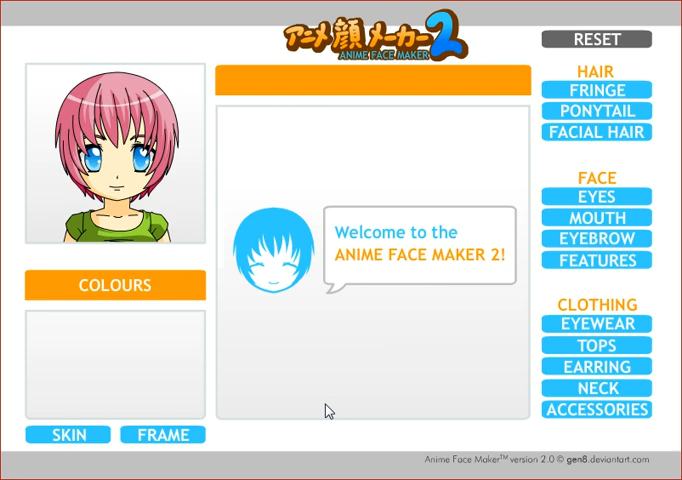 アニメ顔メーカー2
ANIME FACE MAKER
RESET
HAIR
FRINGE
PONYTAIL
FACIAL HAIR
FACE
EYES
MOUTH
EYEBROW
FEATURES
CLOTHING
EYEWEAR
TOPS
EARRING
NECK
ACCESSORIES
Welcome to the
ANIME FACE MAKER 2!
COLOURS
SKIN
FRAME
Anime Face Maker™ version 2.0 © gen8.deviantart.com